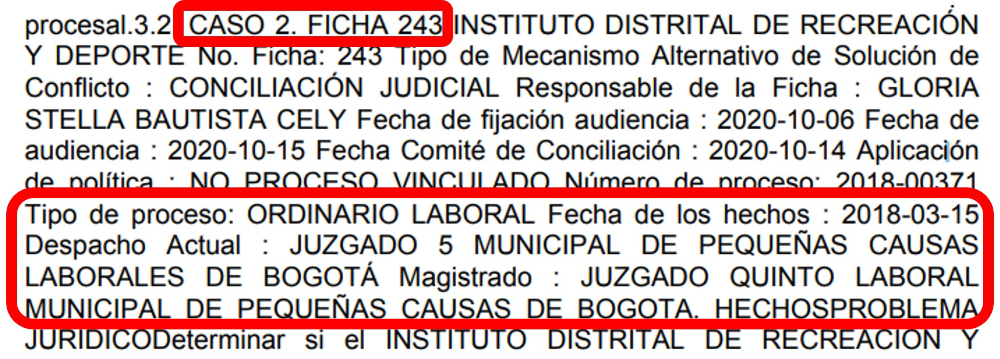 procesal.3.2 CASO 2. FICHA 243 INSTITUTO DISTRITAL DE RECREACIÓN
Y DEPORTE No. Ficha: 243 Tipo de Mecanismo Alternativo de Solución de
Conflicto : CONCILIACIÓN JUDICIAL Responsable de la Ficha : GLORIA
STELLA BAUTISTA CELY Fecha de fijación audiencia : 2020-10-06 Fecha de
audiencia : 2020-10-15 Fecha Comité de Conciliación : 2020-10-14 Aplicación
de política : NO PROCESO VINCULADO Número de proceso: 2018-00371
Tipo de proceso: ORDINARIO LABORAL Fecha de los hechos : 2018-03-15
Despacho Actual : JUZGADO 5 MUNICIPAL DE PEQUEÑAS CAUSAS
LABORALES DE BOGOTÁ Magistrado : JUZGADO QUINTO LABORAL
MUNICIPAL DE PEQUEÑAS CAUSAS DE BOGOTA. HECHOSPROBLEMA
JURIDICODeterminar si el INSTITUTO DISTRITAL DE RECREACION Y